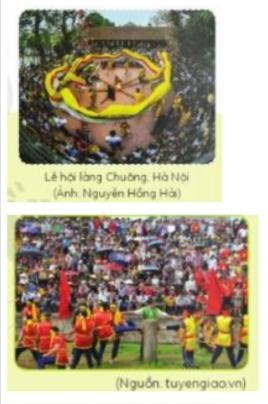 Lễ hội làng Chuông, Hà Nội
(Ảnh: Nguyễn Hồng Hải)
(Nguồn: tuyengiao.vn)